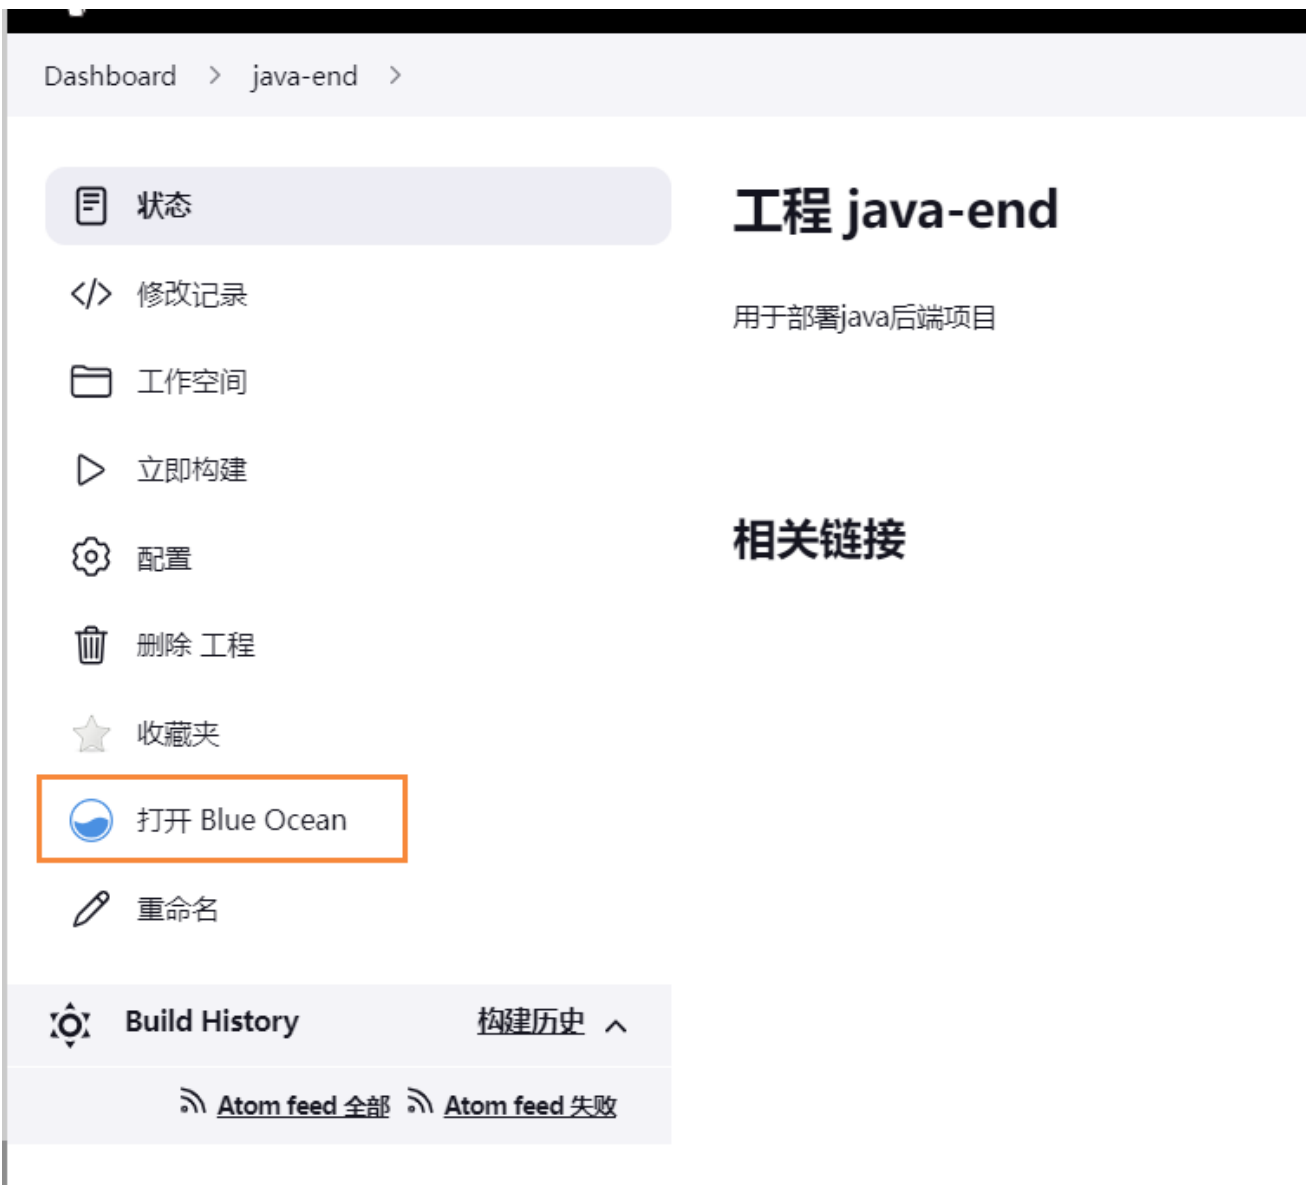 Dashboard > java-end >
状态
修改记录
工作空间
立即构建
配置
删除 工程
收藏夹
打开 Blue Ocean
重命名
Build History 构建历史
Atom feed 全部 Atom feed 失败
工程 java-end
用于部署java后端项目
相关链接